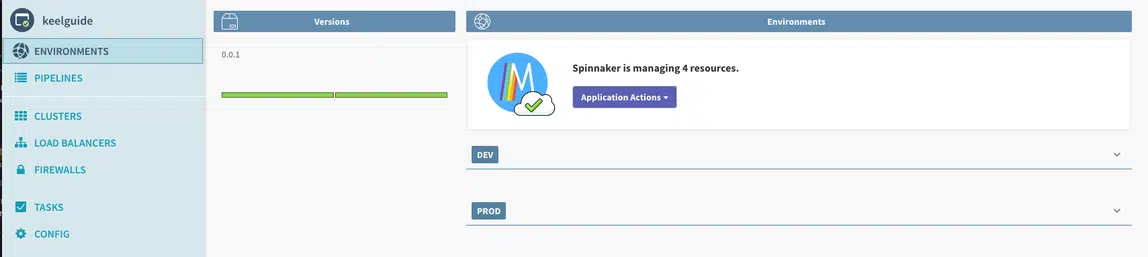 keelguide
ENVIRONMENTS
PIPELINES
CLUSTERS
LOAD BALANCERS
FIREWALLS
TASKS
CONFIG
Versions
0.0.1
Environments
Spinnaker is managing 4 resources.
Application Actions
DEV
PROD